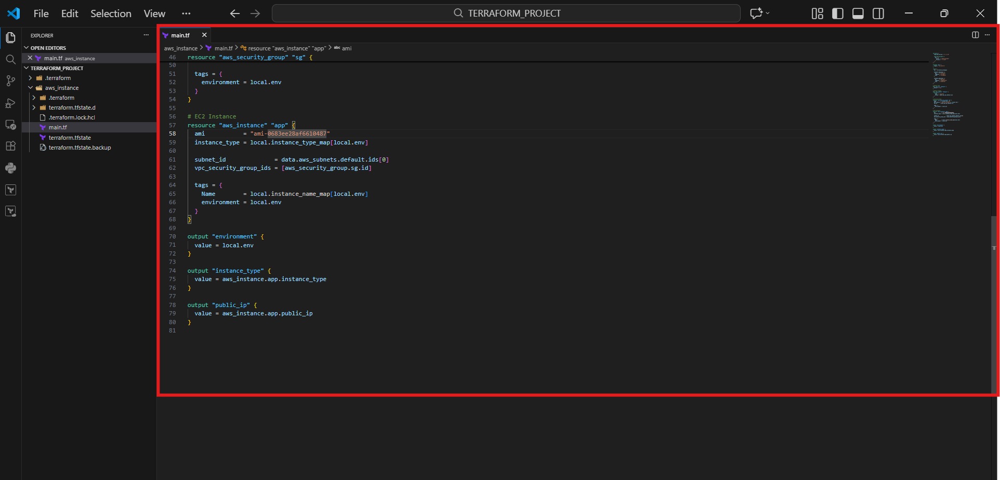 File Edit Selection View ··· TERRAFORM_PROJECT
EXPLORER ···
OPEN EDITORS
main.tf aws_instance
TERRAFORM_PROJECT
.terraform
aws_instance
.terraform
terraform.tfstate.d
.terraform.lock.hcl
main.tf
terraform.tfstate
terraform.tfstate.backup
main.tf
aws_instance > main.tf > resource "aws_instance" "app" > abc ami
46 resource "aws_security_group" "sg" {
50
51 tags = {
52 environment = local.env
53 }
54 }
55
56 # EC2 Instance
57 resource "aws_instance" "app" {
58 ami = "ami-0683ee28af6610487"
59 instance_type = local.instance_type_map[local.env]
60
61 subnet_id = data.aws_subnets.default.ids[0]
62 vpc_security_group_ids = [aws_security_group.sg.id]
63
64 tags = {
65 Name = local.instance_name_map[local.env]
66 environment = local.env
67 }
68 }
69
70 output "environment" {
71 value = local.env
72 }
73
74 output "instance_type" {
75 value = aws_instance.app.instance_type
76 }
77
78 output "public_ip" {
79 value = aws_instance.app.public_ip
80 }
81